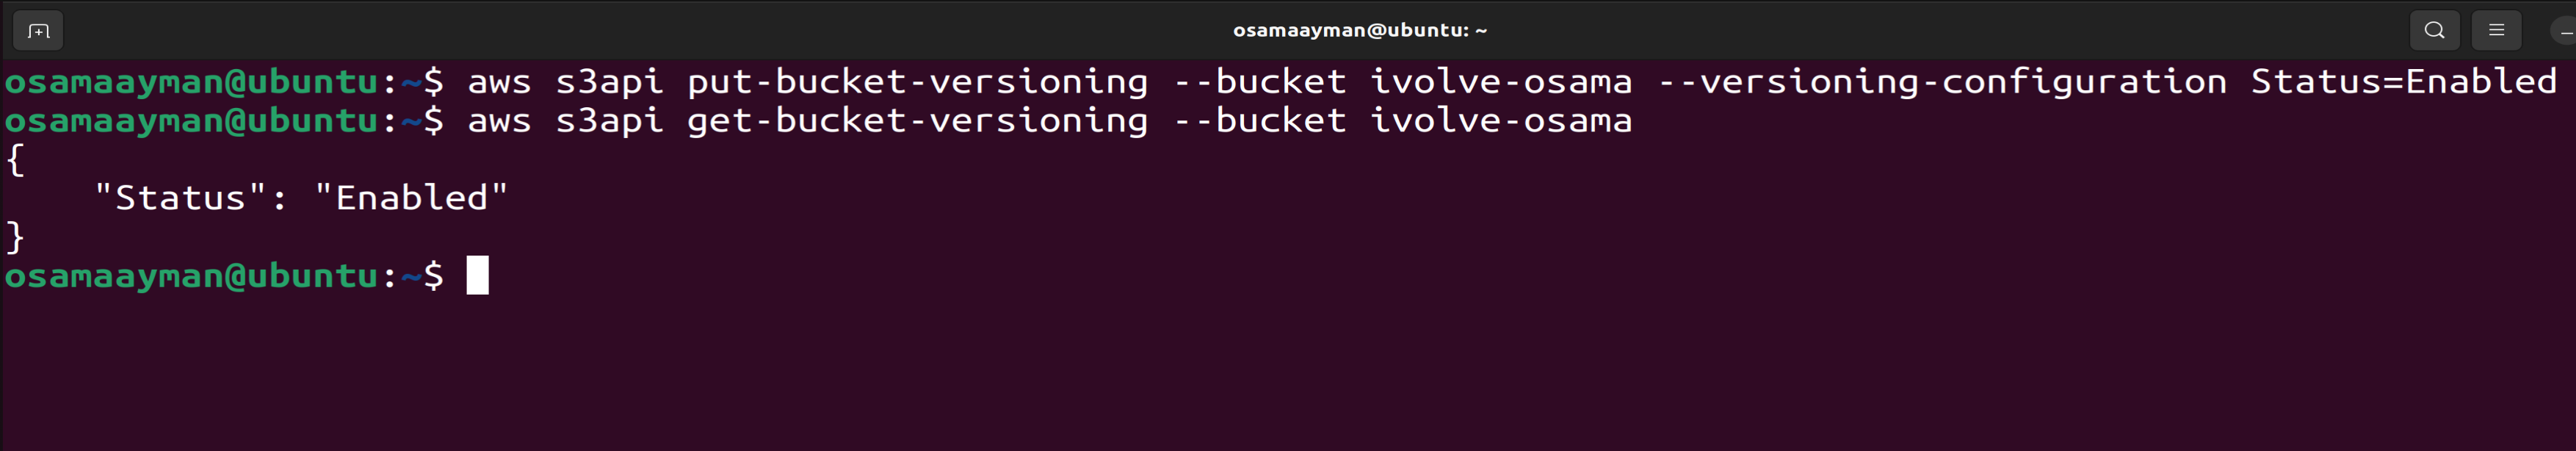 osamaayman@ubuntu: ~
osamaayman@ubuntu:~$ aws s3api put-bucket-versioning --bucket ivolve-osama --versioning-configuration Status=Enabled
osamaayman@ubuntu:~$ aws s3api get-bucket-versioning --bucket ivolve-osama
{
    "Status": "Enabled"
}
osamaayman@ubuntu:~$